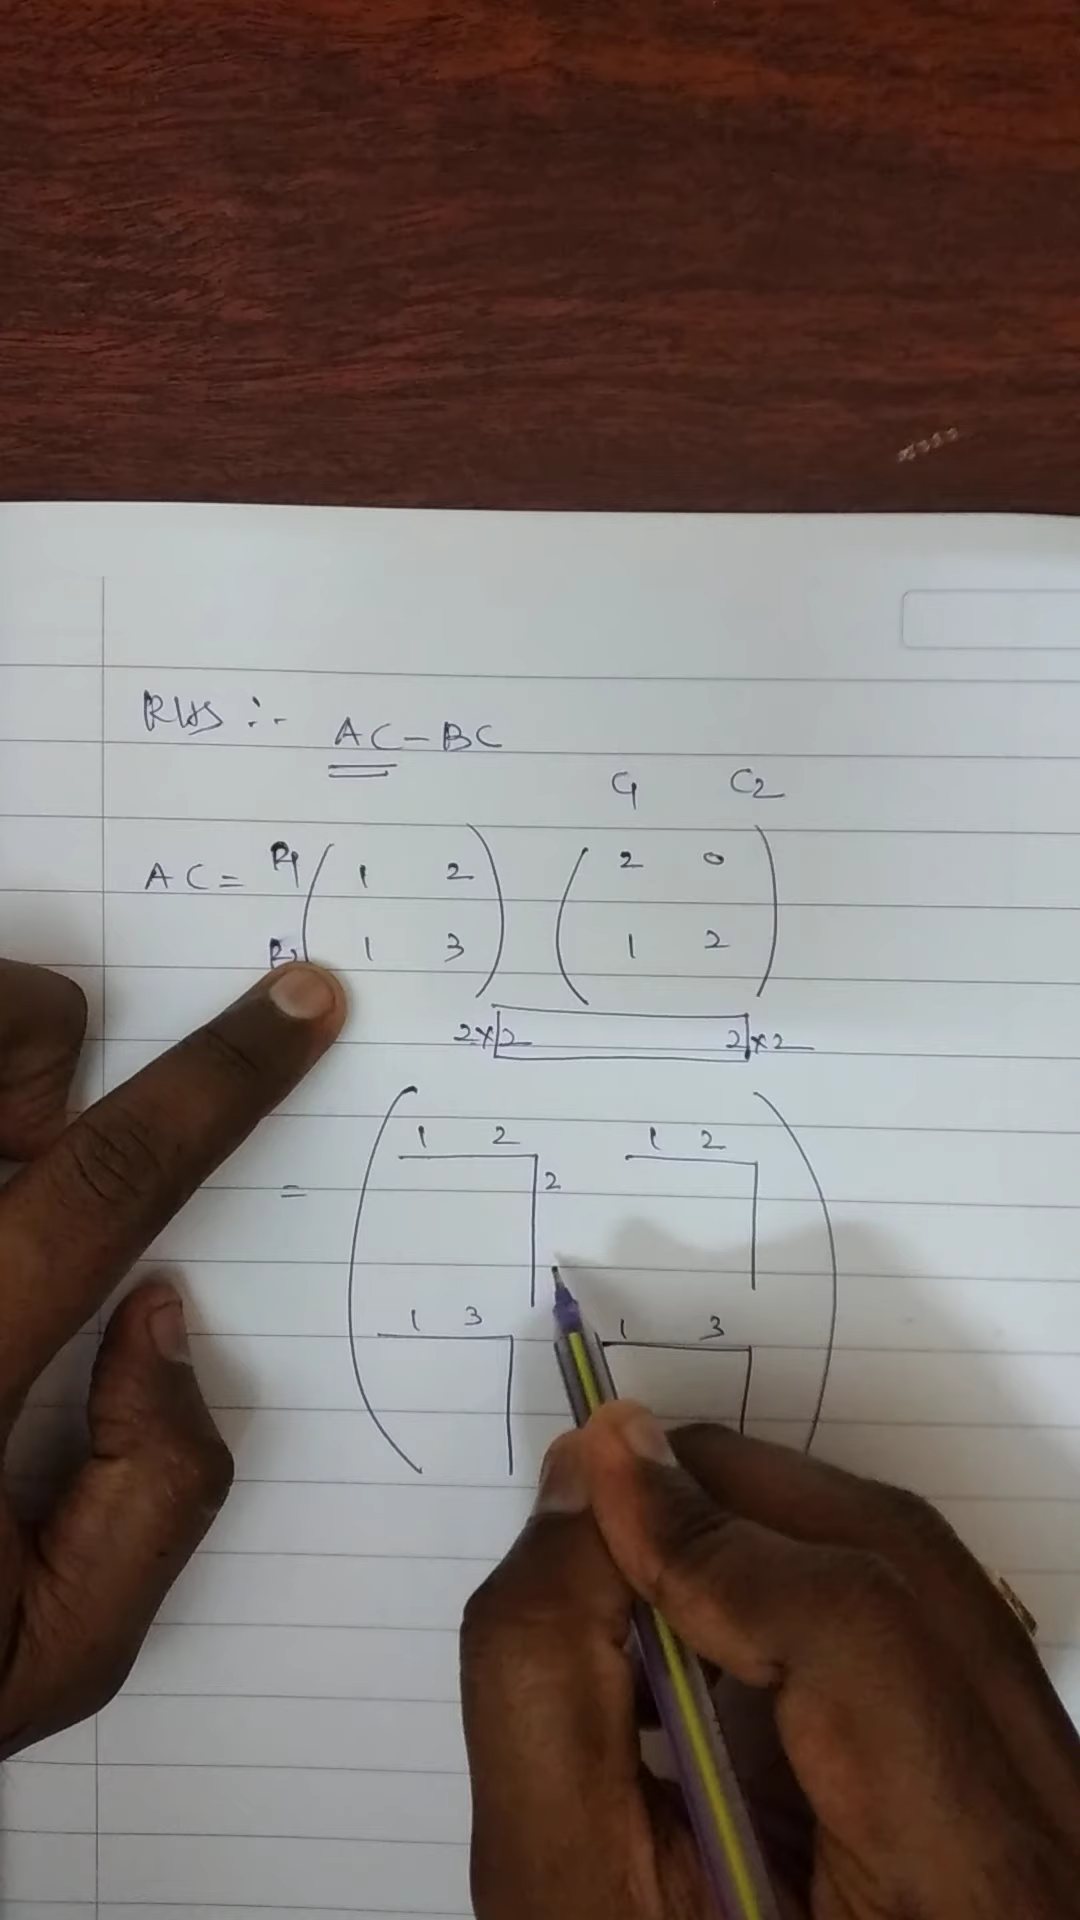 RHS :-
AC - BC
C1 C2
AC = R1 ( 1 2 ) ( 2 0 )
R2 1 3 1 2
2×2 2×2
1 2 1 2
= 2
1 3 1 3